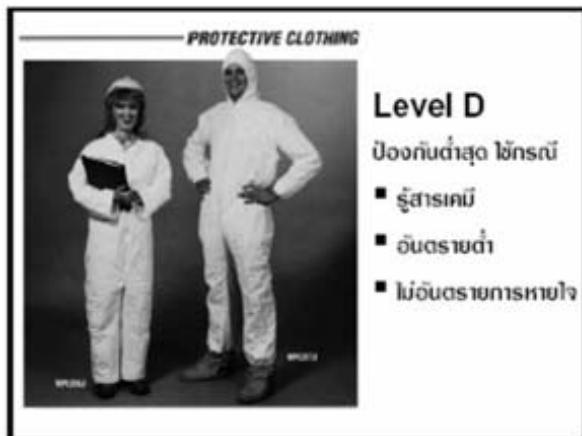 PROTECTIVE CLOTHING
Level D
ป้องกันต่ำสุด ใช้กรณี
▪ รู้สารเคมี
▪ อันตรายต่ำ
▪ ไม่อันตรายการหายใจ